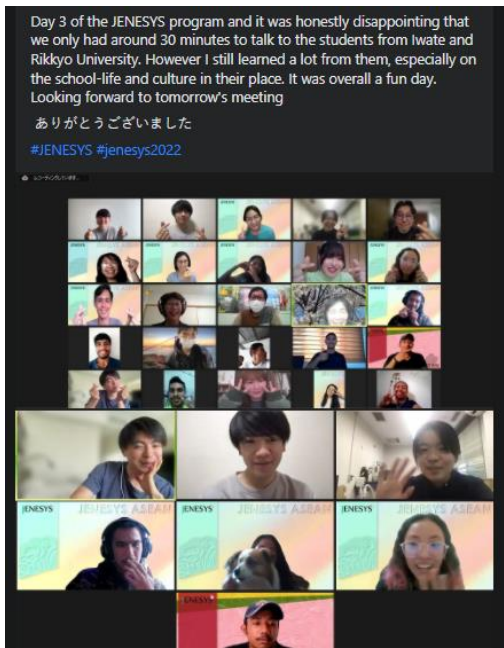 Day 3 of the JENESYS program and it was honestly disappointing that
we only had around 30 minutes to talk to the students from Iwate and
Rikkyo University. However I still learned a lot from them, especially on
the school-life and culture in their place. It was overall a fun day.
Looking forward to tomorrow's meeting
ありがとうございました
#JENESYS #jenesys2022
JENESYS JENESYS ASEAN
JENESYS
JENESYS JENESYS ASEAN
JENESYS